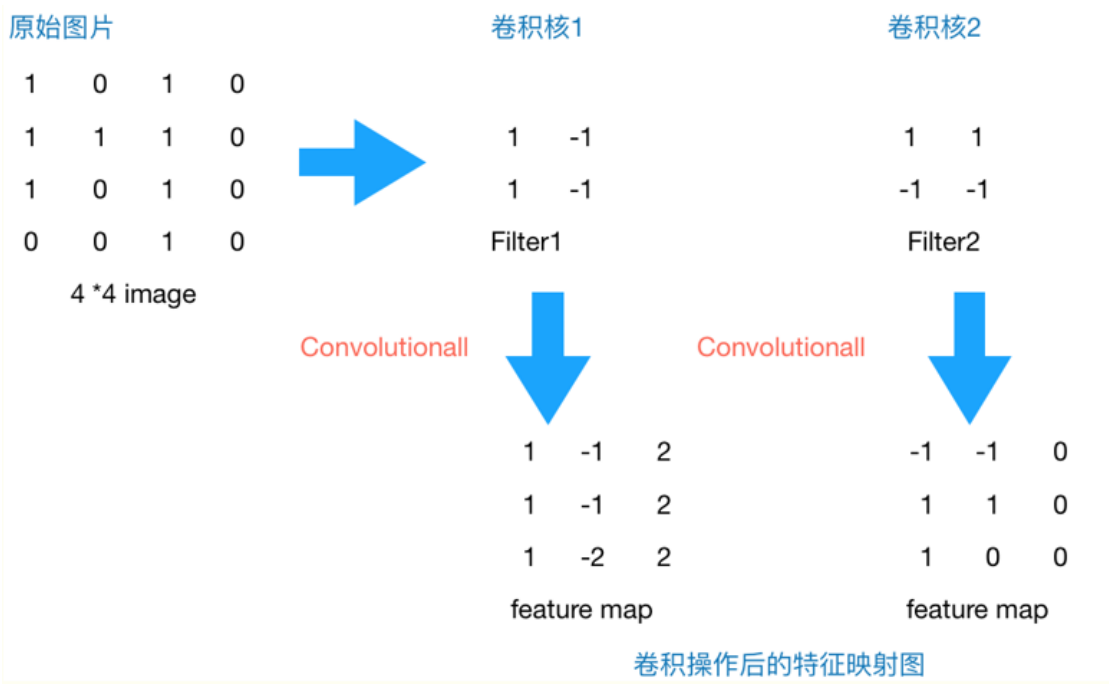 原始图片
1 0 1 0
1 1 1 0
1 0 1 0
0 0 1 0
4 *4 image
卷积核1
1 -1
1 -1
Filter1
卷积核2
1 1
-1 -1
Filter2
Convolutionall
Convolutionall
1 -1 2
1 -1 2
1 -2 2
feature map
-1 -1 0
1 1 0
1 0 0
feature map
卷积操作后的特征映射图